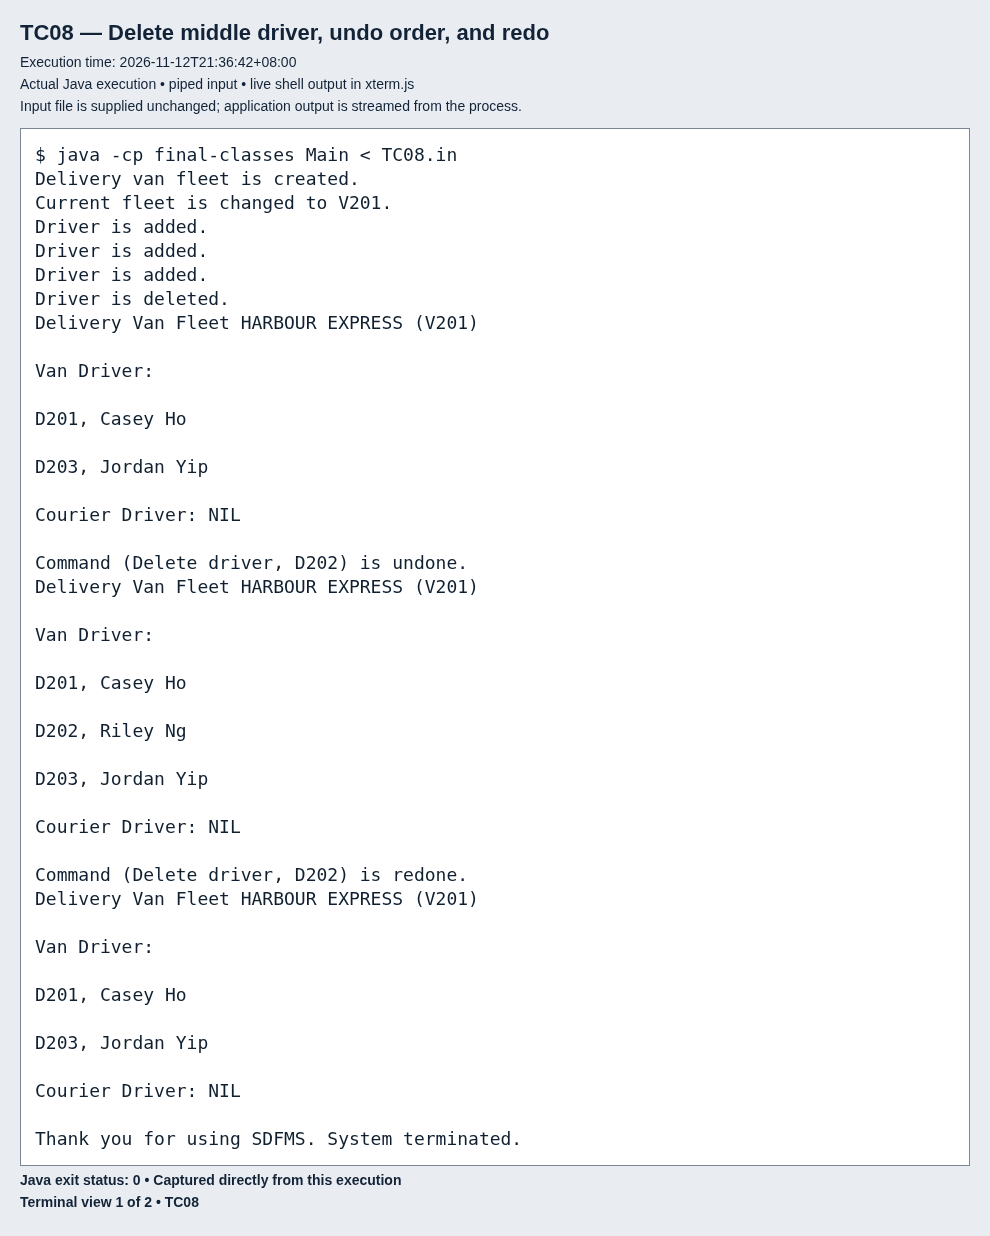 TC08 — Delete middle driver, undo order, and redo
Execution time: 2026-11-12T21:36:42+08:00
Actual Java execution • piped input • live shell output in xterm.js
Input file is supplied unchanged; application output is streamed from the process.
$ java -cp final-classes Main < TC08.in
Delivery van fleet is created.
Current fleet is changed to V201.
Driver is added.
Driver is added.
Driver is added.
Driver is deleted.
Delivery Van Fleet HARBOUR EXPRESS (V201)
Van Driver:
D201, Casey Ho
D203, Jordan Yip
Courier Driver: NIL
Command (Delete driver, D202) is undone.
Delivery Van Fleet HARBOUR EXPRESS (V201)
Van Driver:
D201, Casey Ho
D202, Riley Ng
D203, Jordan Yip
Courier Driver: NIL
Command (Delete driver, D202) is redone.
Delivery Van Fleet HARBOUR EXPRESS (V201)
Van Driver:
D201, Casey Ho
D203, Jordan Yip
Courier Driver: NIL
Thank you for using SDFMS. System terminated.
Java exit status: 0 • Captured directly from this execution
Terminal view 1 of 2 • TC08